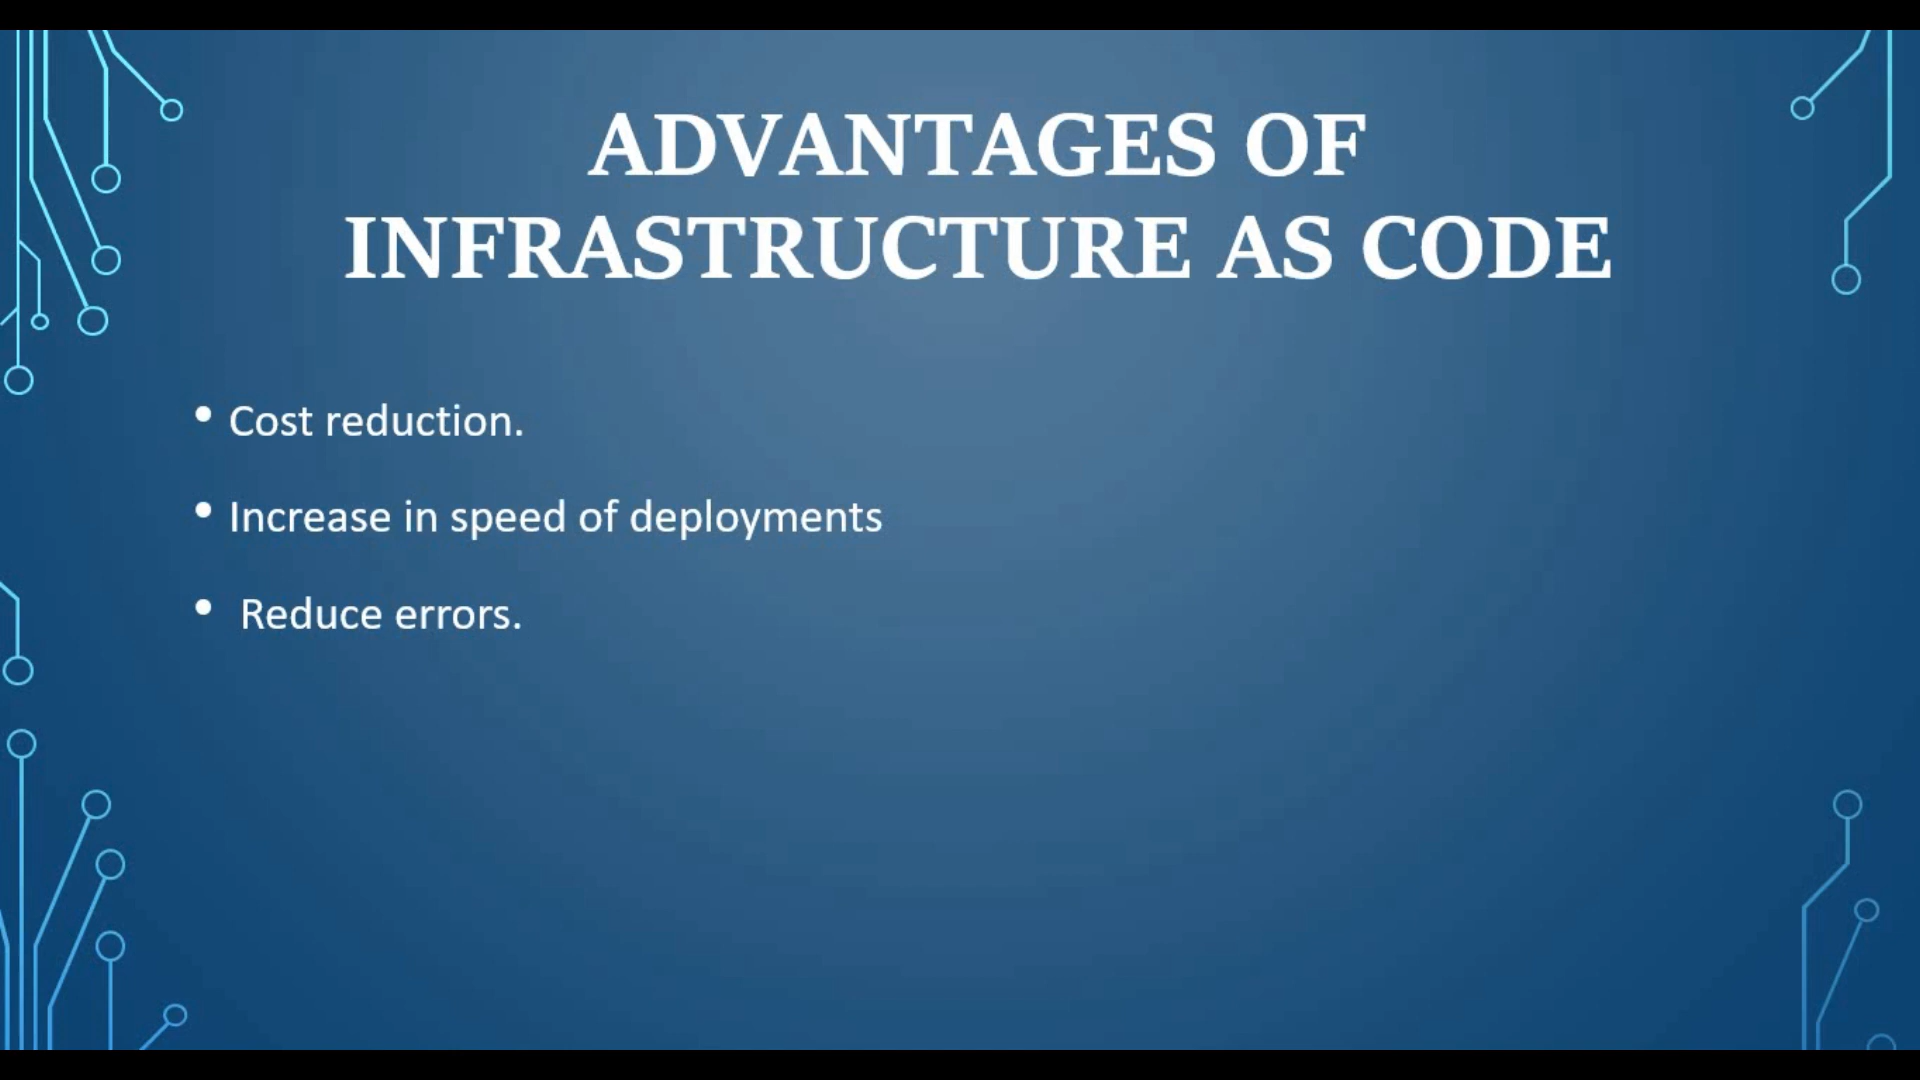 ADVANTAGES OF
INFRASTRUCTURE AS CODE
• Cost reduction.
• Increase in speed of deployments
• Reduce errors.